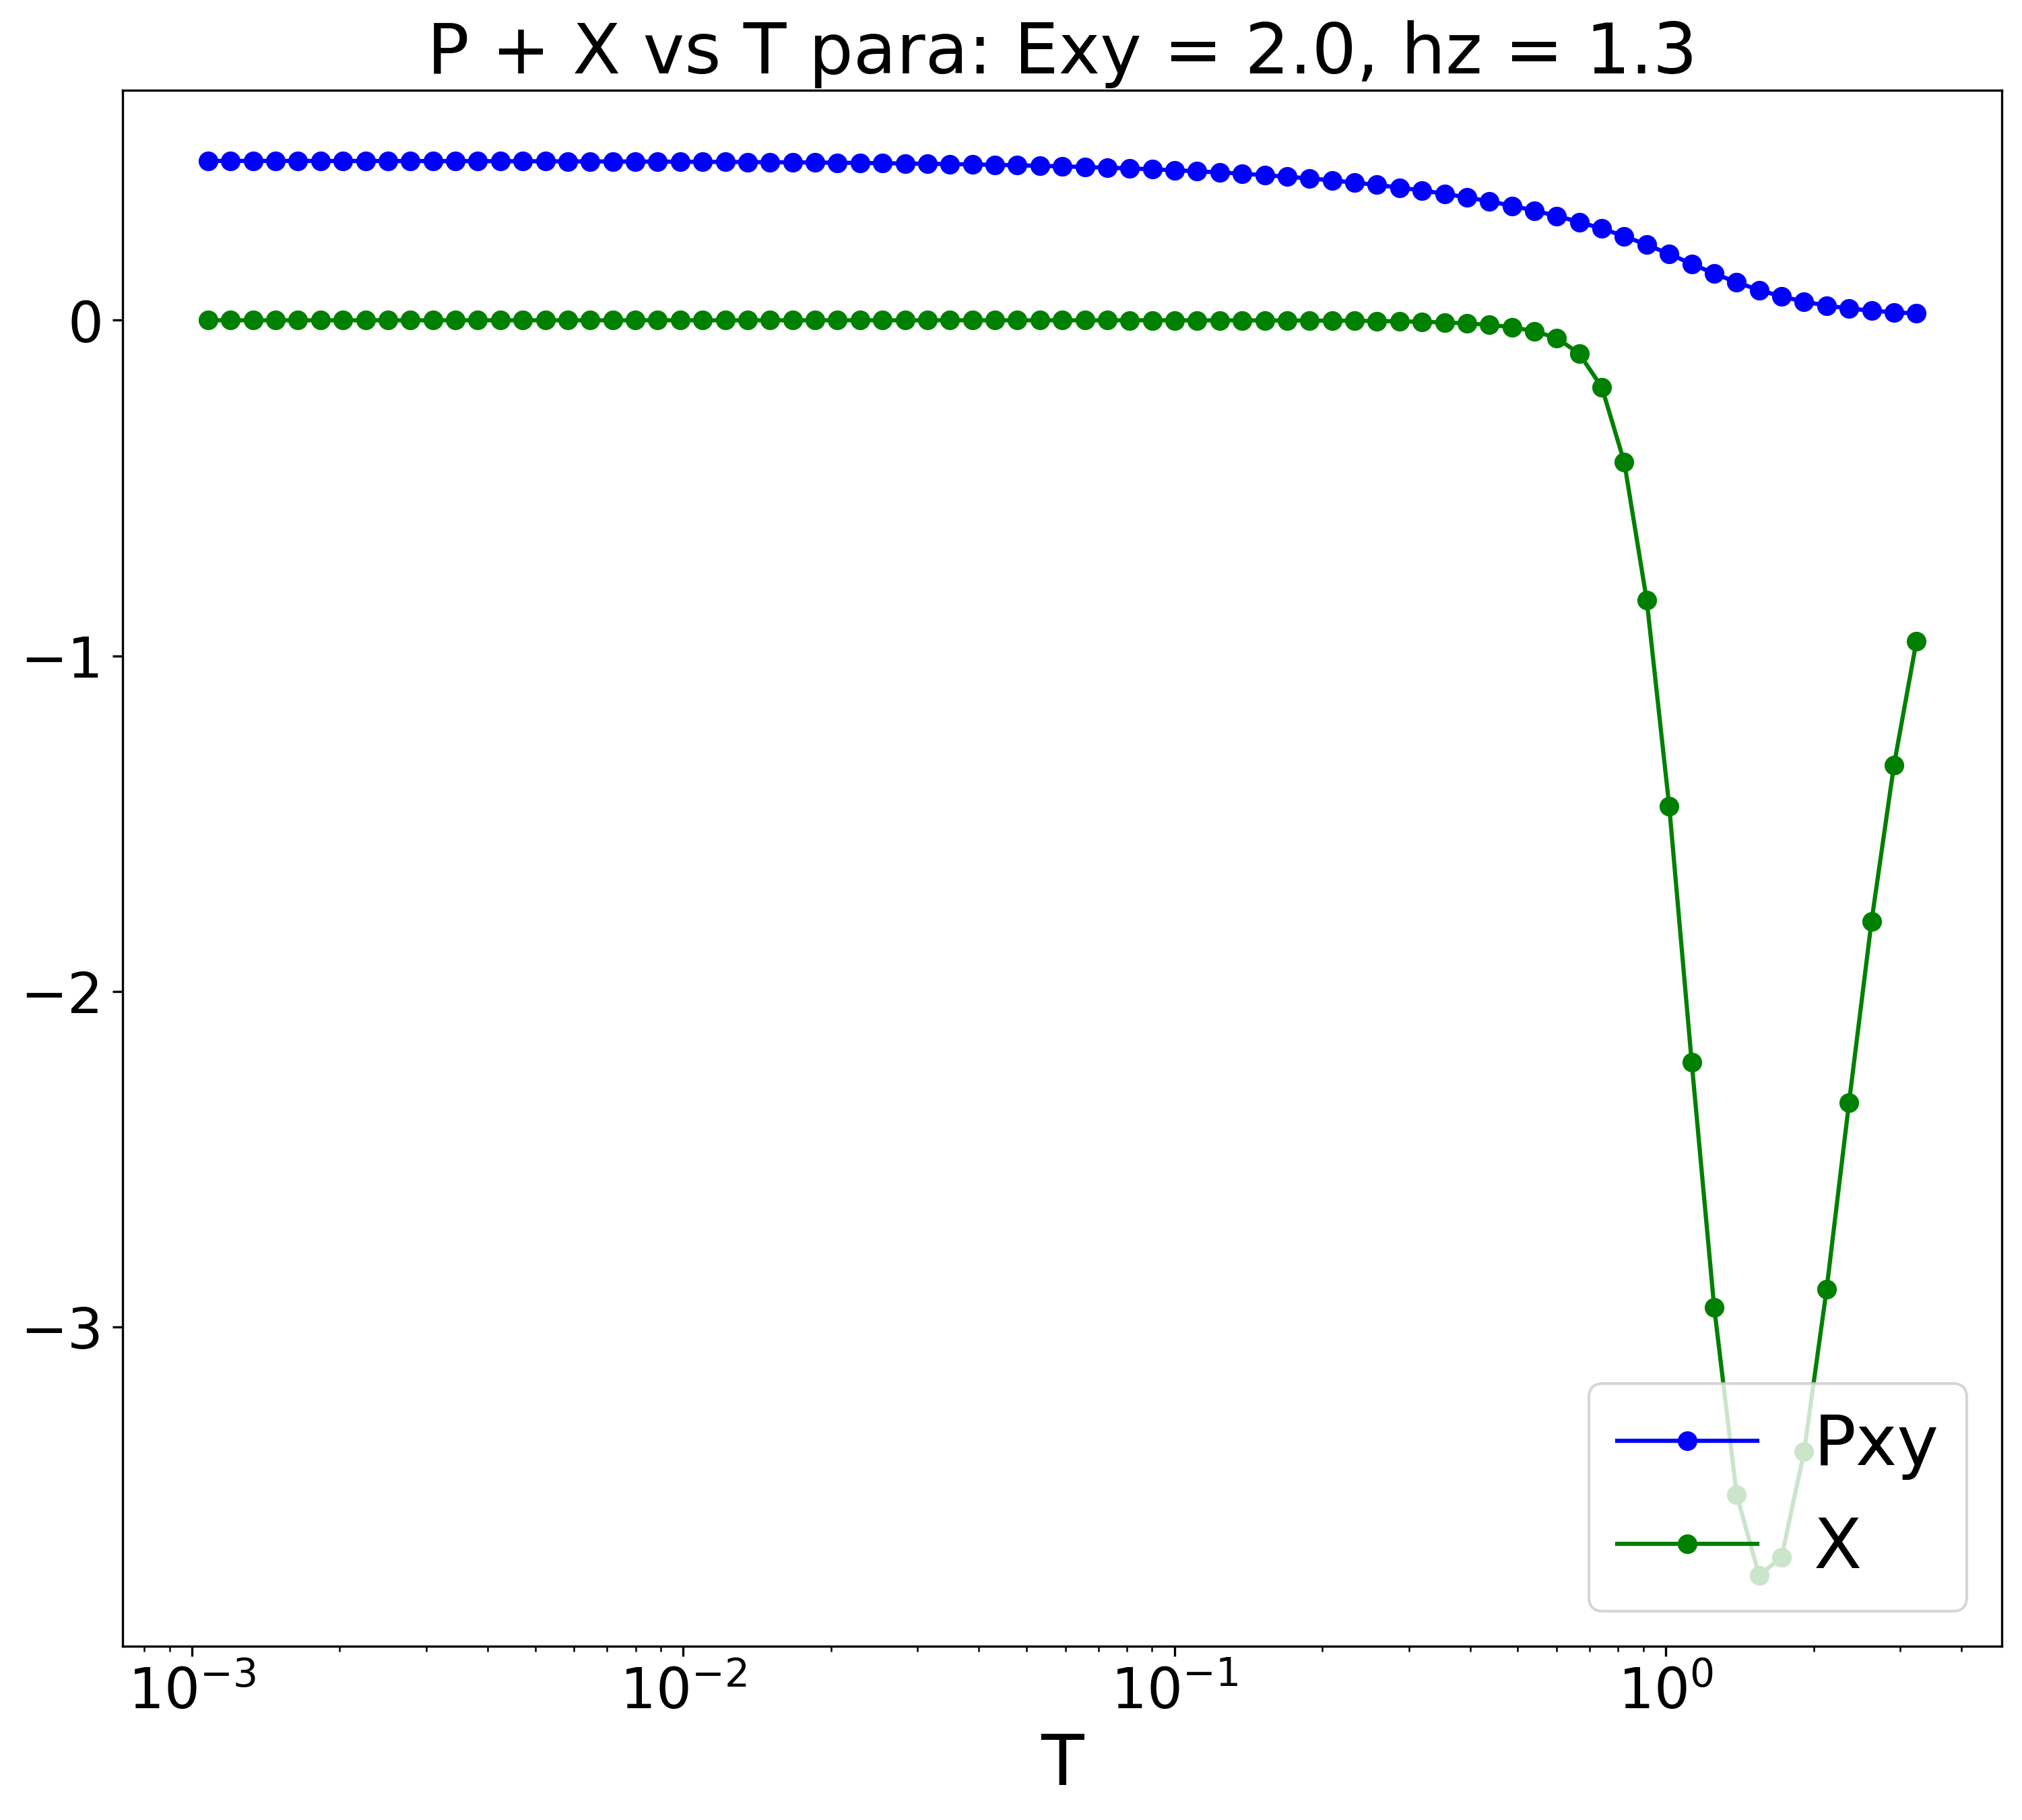 P + X vs T para: Exy = 2.0, hz = 1.3
0
−1
−2
−3
Pxy
X
10⁻³ 10⁻² 10⁻¹ 10⁰
T